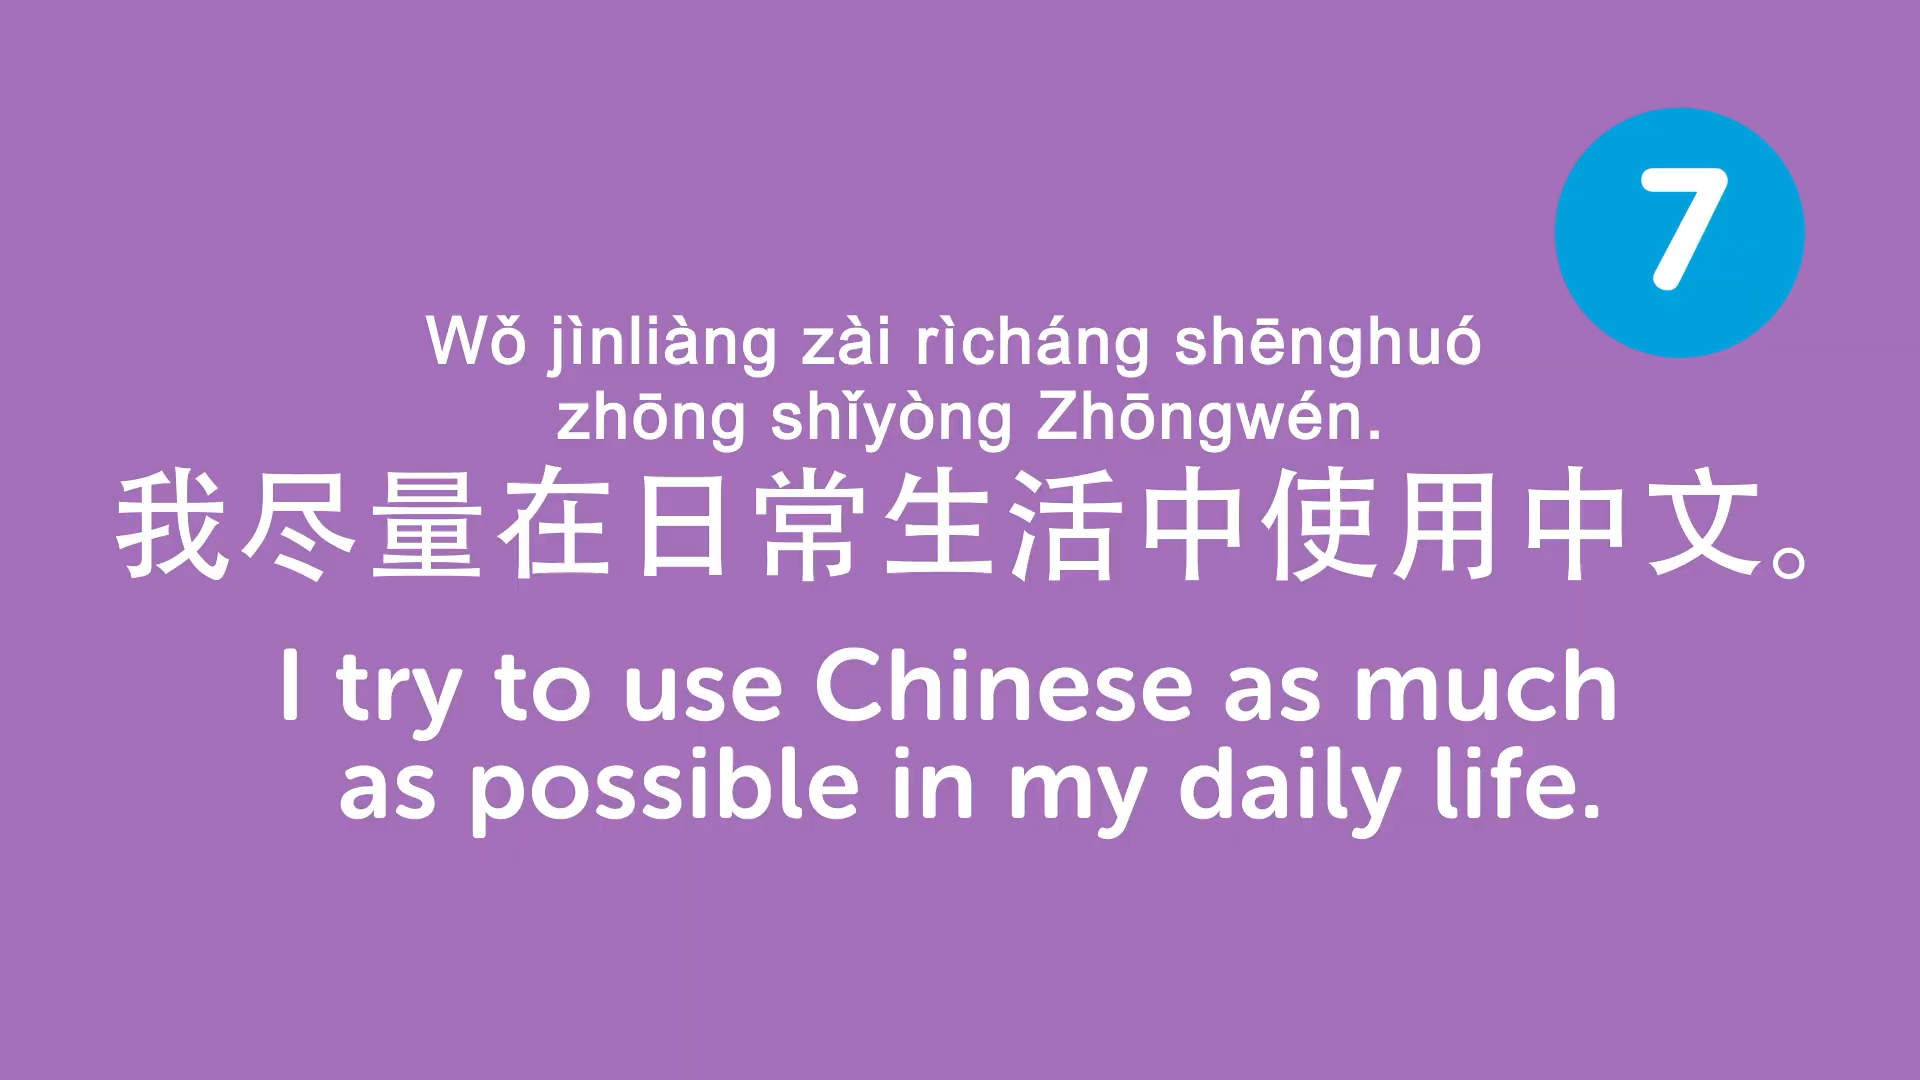 7
Wǒ jìnliàng zài rìcháng shēnghuó
zhōng shǐyòng Zhōngwén.
我尽量在日常生活中使用中文。
I try to use Chinese as much
as possible in my daily life.